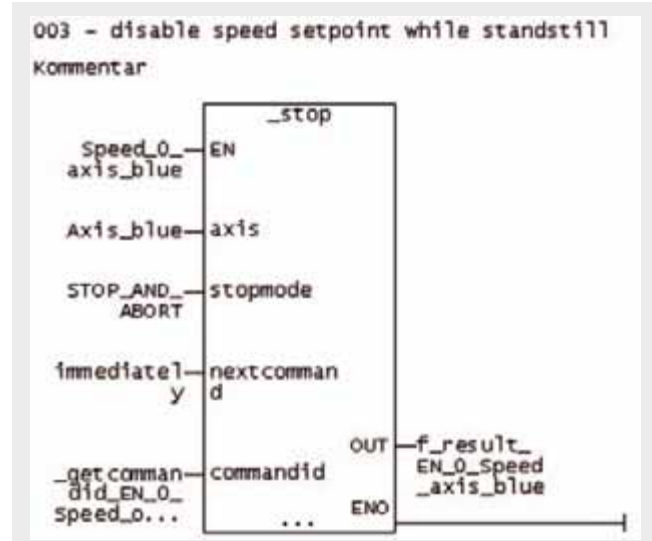 003 - disable speed setpoint while standstill
Kommentar
_stop
Speed_0_
axis_blue
EN
Axis_blue
axis
STOP_AND_
ABORT
stopmode
immediatel
y
nextcomman
d
OUT
f_result_
EN_0_Speed
_axis_blue
_getcomman
did_EN_0_
Speed_o...
commandid
...
ENO